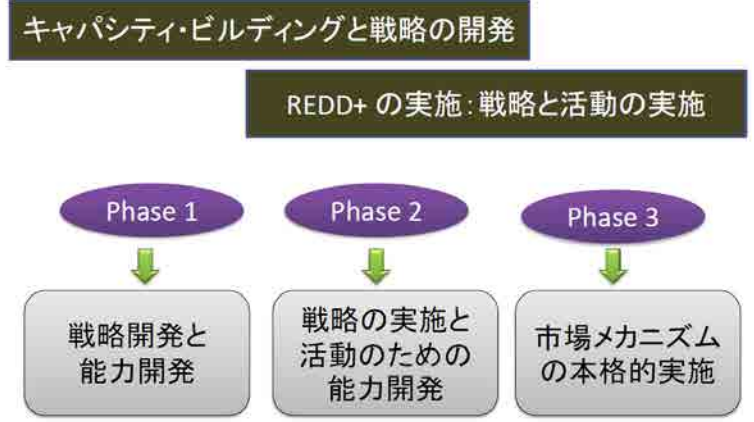 キャパシティ・ビルディングと戦略の開発
REDD+ の実施：戦略と活動の実施
Phase 1
Phase 2
Phase 3
戦略開発と
能力開発
戦略の実施と
活動のための
能力開発
市場メカニズム
の本格的実施